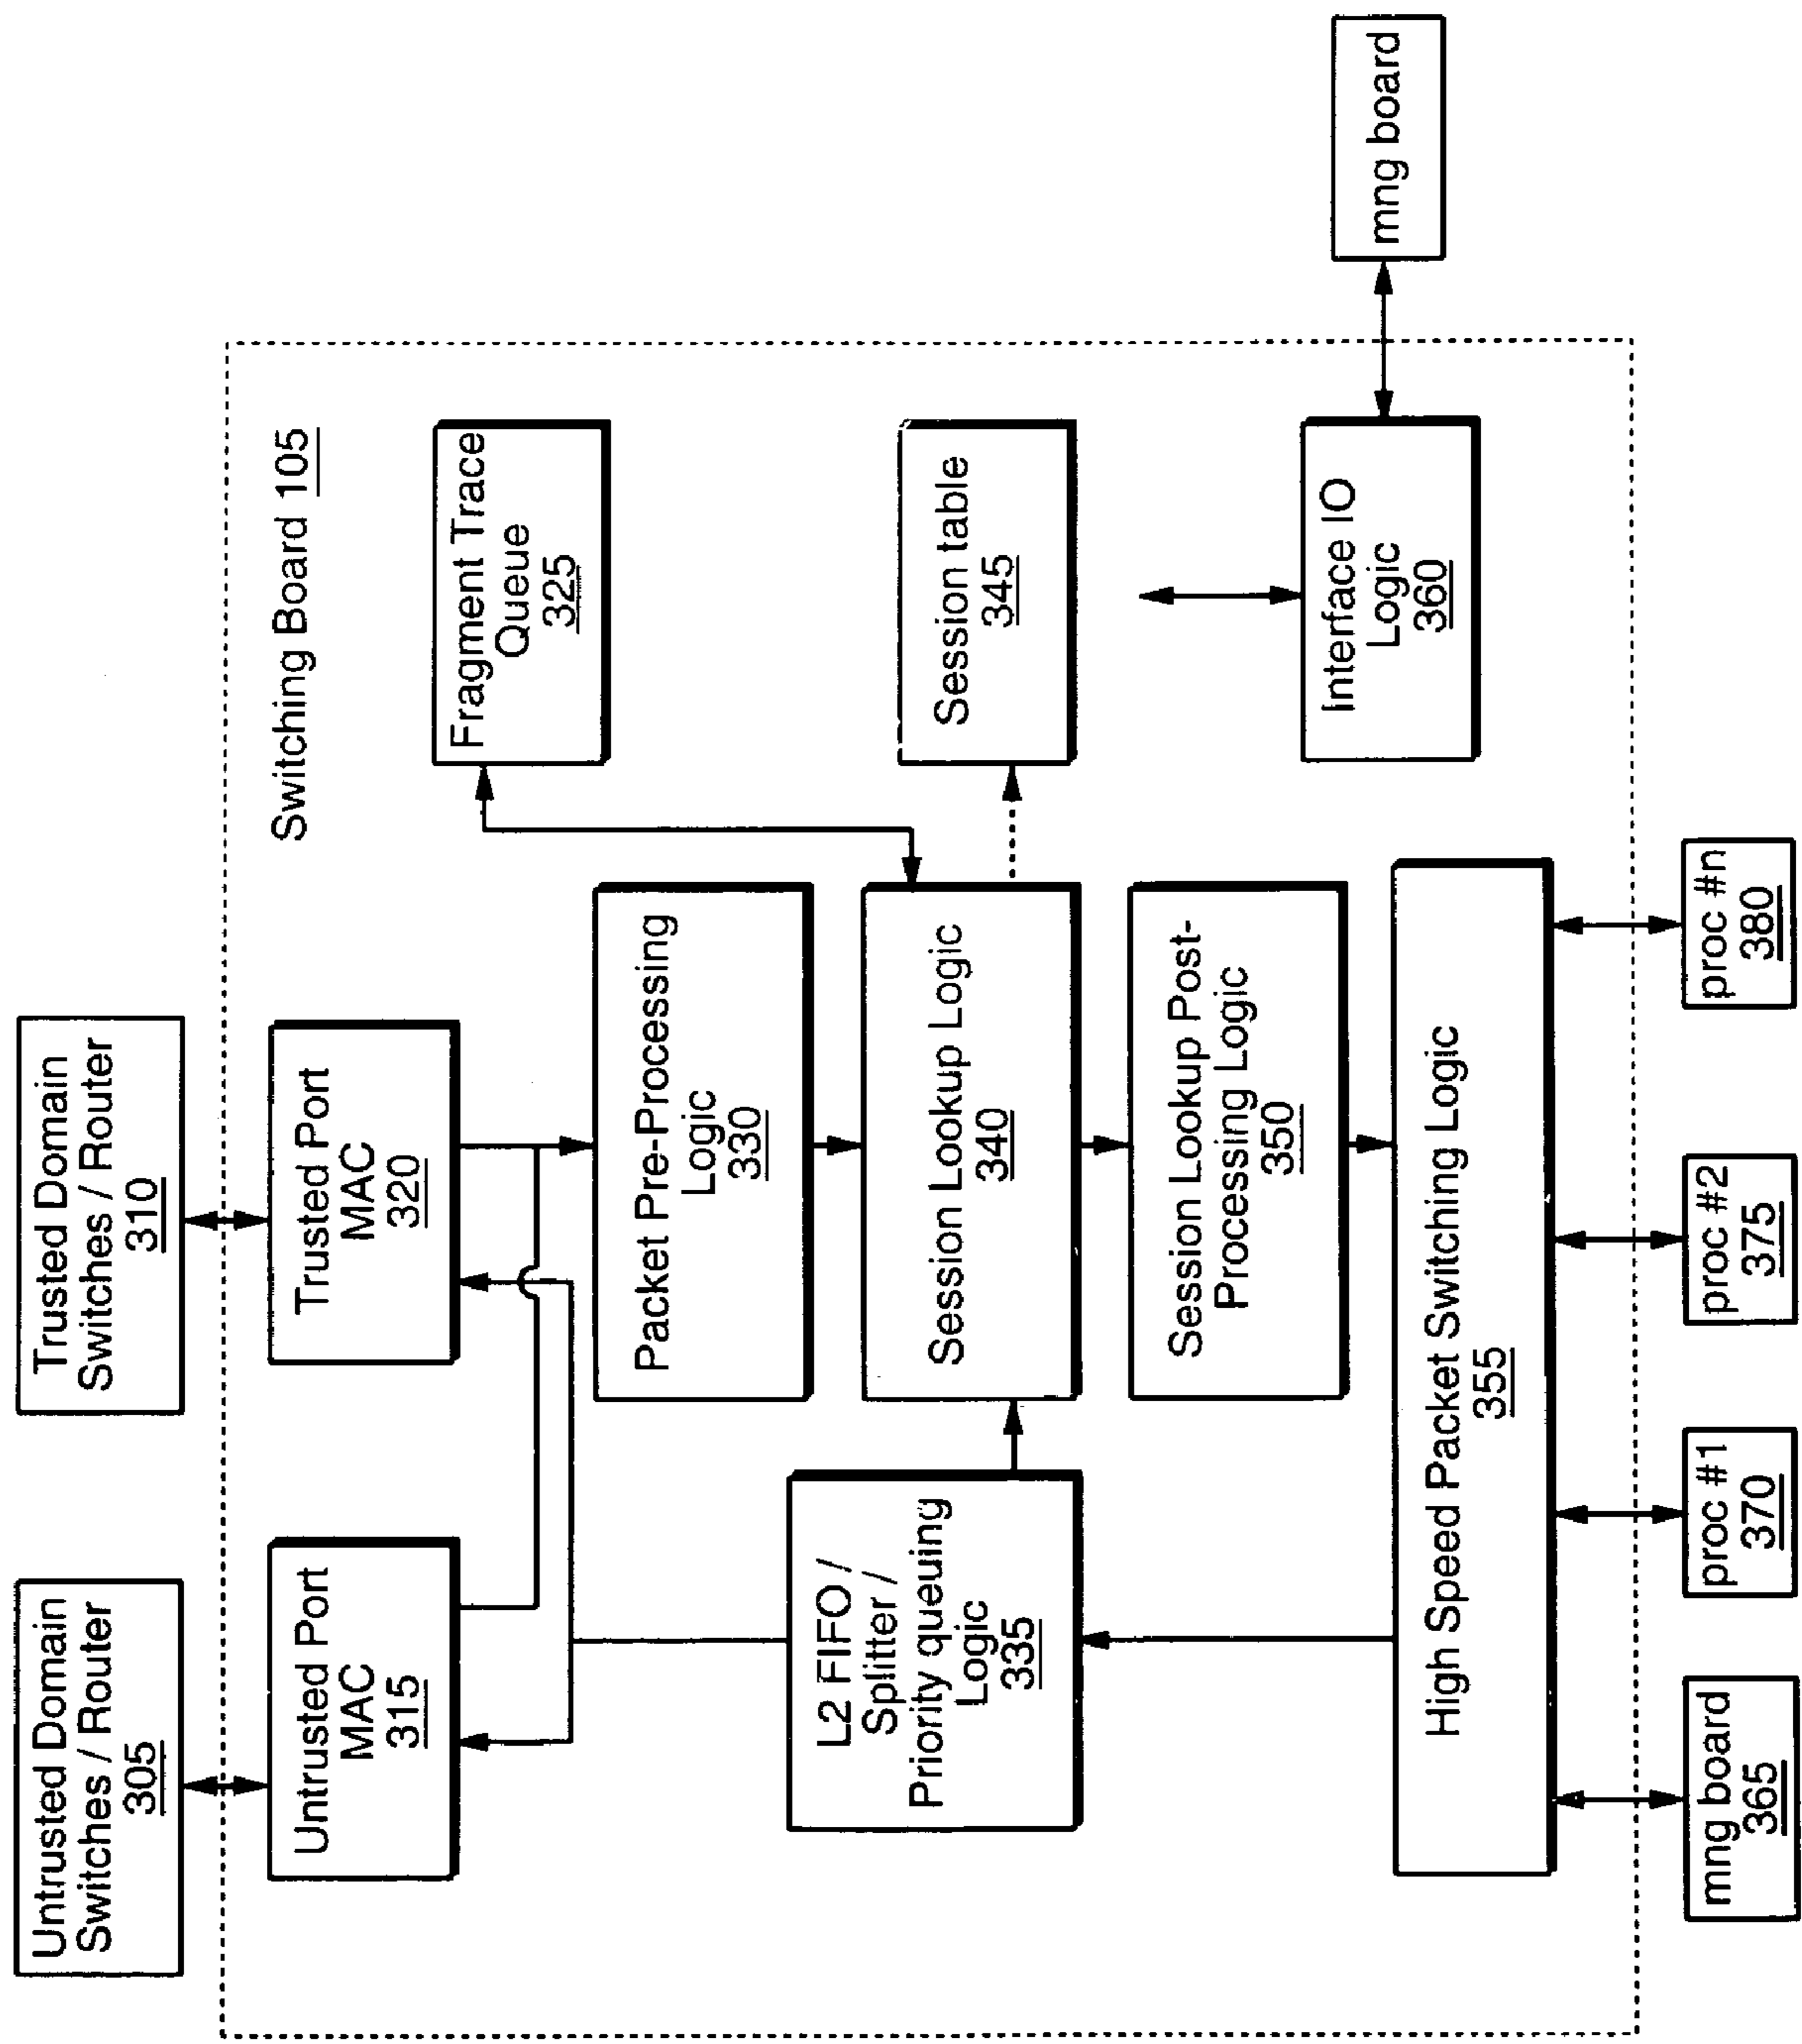 Untrusted Domain
Switches / Router
305
Trusted Domain
Switches / Router
310
Switching Board 105
Untrusted Port
MAC
315
Trusted Port
MAC
320
Fragment Trace
Queue
325
Packet Pre-Processing
Logic
330
L2 FIFO /
Splitter /
Priority queuing
Logic
335
Session Lookup Logic
340
Session table
345
Session Lookup Post-
Processing Logic
350
High Speed Packet Switching Logic
355
Interface IO
Logic
360
mng board
mng board
365
proc #1
370
proc #2
375
proc #n
380